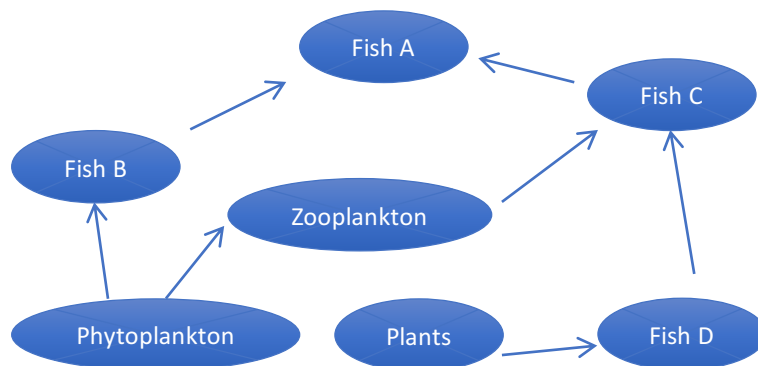 Fish A
Fish C
Fish B
Zooplankton
Phytoplankton
Plants
Fish D